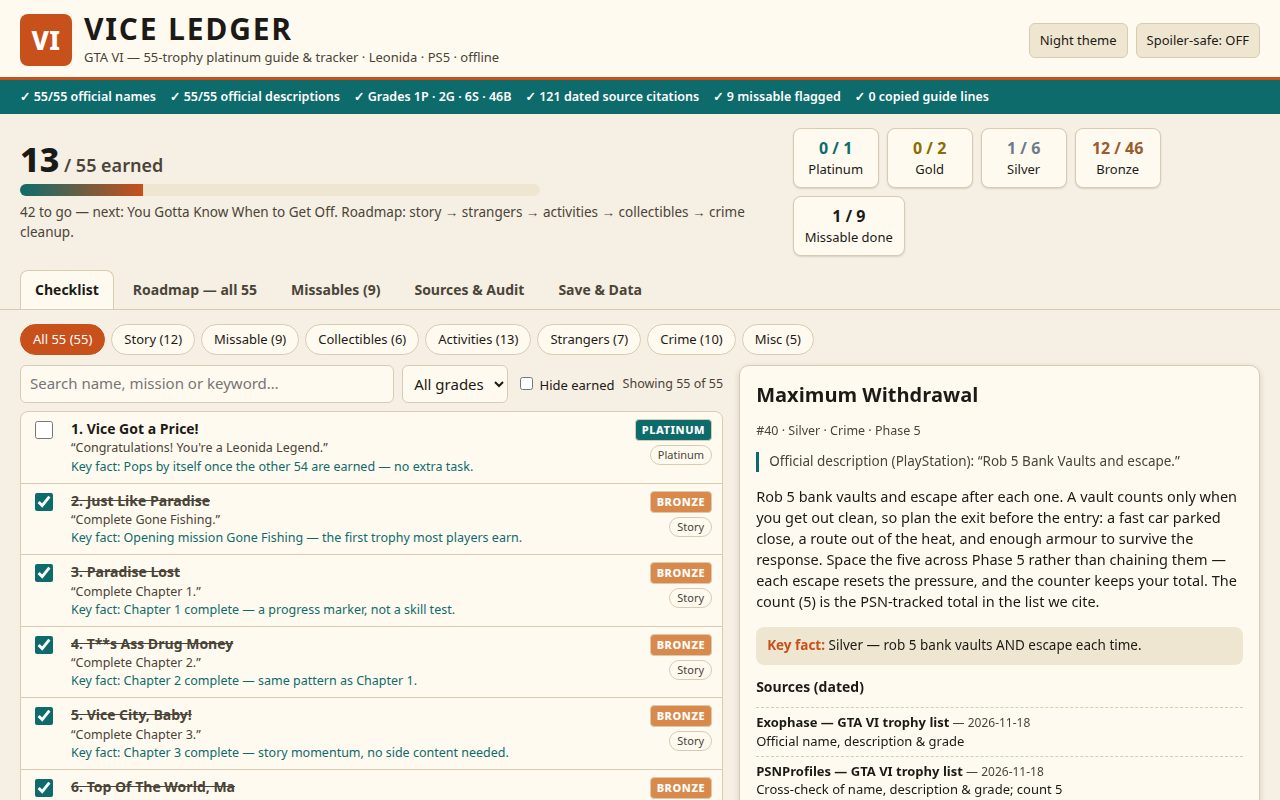 VI
VICE LEDGER
GTA VI — 55-trophy platinum guide & tracker · Leonida · PS5 · offline
Night theme
Spoiler-safe: OFF
✓ 55/55 official names ✓ 55/55 official descriptions ✓ Grades 1P · 2G · 6S · 46B ✓ 121 dated source citations ✓ 9 missable flagged ✓ 0 copied guide lines
13 / 55 earned
42 to go — next: You Gotta Know When to Get Off. Roadmap: story → strangers → activities → collectibles → crime
cleanup.
0 / 1
Platinum
0 / 2
Gold
1 / 6
Silver
12 / 46
Bronze
1 / 9
Missable done
Checklist
Roadmap — all 55
Missables (9)
Sources & Audit
Save & Data
All 55 (55)
Story (12)
Missable (9)
Collectibles (6)
Activities (13)
Strangers (7)
Crime (10)
Misc (5)
Search name, mission or keyword...
All grades
Hide earned
Showing 55 of 55
1. Vice Got a Price!
“Congratulations! You're a Leonida Legend.”
Key fact: Pops by itself once the other 54 are earned — no extra task.
PLATINUM
Platinum
2. Just Like Paradise
“Complete Gone Fishing.”
Key fact: Opening mission Gone Fishing — the first trophy most players earn.
BRONZE
Story
3. Paradise Lost
“Complete Chapter 1.”
Key fact: Chapter 1 complete — a progress marker, not a skill test.
BRONZE
Story
4. T**s Ass Drug Money
“Complete Chapter 2.”
Key fact: Chapter 2 complete — same pattern as Chapter 1.
BRONZE
Story
5. Vice City, Baby!
“Complete Chapter 3.”
Key fact: Chapter 3 complete — story momentum, no side content needed.
BRONZE
Story
6. Top Of The World, Ma
BRONZE
Maximum Withdrawal
#40 · Silver · Crime · Phase 5
Official description (PlayStation): “Rob 5 Bank Vaults and escape.”
Rob 5 bank vaults and escape after each one. A vault counts only when
you get out clean, so plan the exit before the entry: a fast car parked
close, a route out of the heat, and enough armour to survive the
response. Space the five across Phase 5 rather than chaining them —
each escape resets the pressure, and the counter keeps your total. The
count (5) is the PSN-tracked total in the list we cite.
Key fact: Silver — rob 5 bank vaults AND escape each time.
Sources (dated)
Exophase — GTA VI trophy list — 2026-11-18
Official name, description & grade
PSNProfiles — GTA VI trophy list — 2026-11-18
Cross-check of name, description & grade; count 5